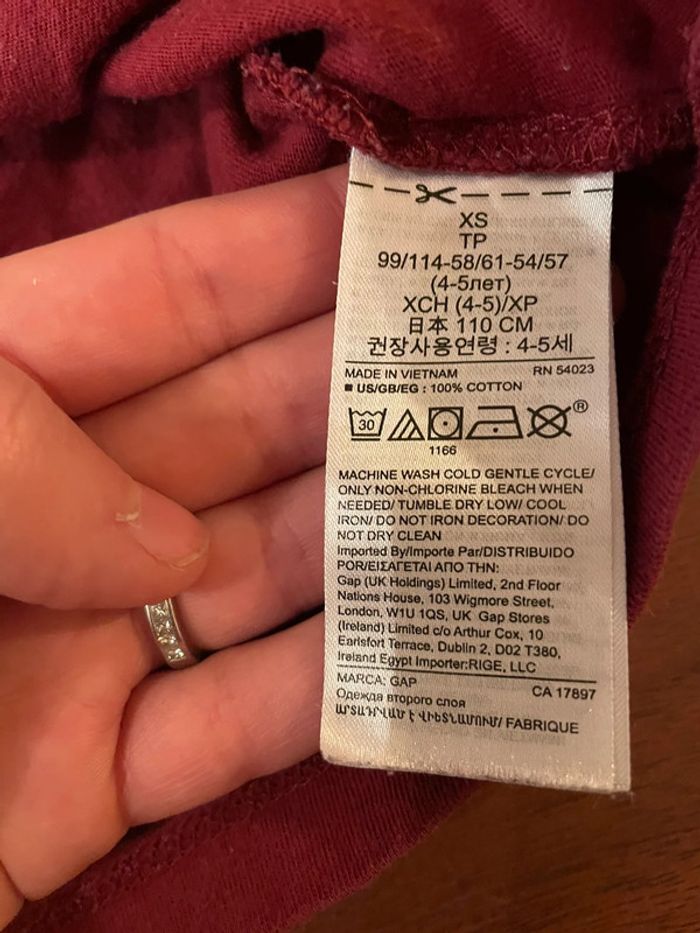 XS
TP
99/114-58/61-54/57
(4-5лет)
XCH (4-5)/XP
日本 110 CM
권장사용연령 : 4-5세
MADE IN VIETNAM RN 54023
■ US/GB/EG : 100% COTTON
30 ®
1166
MACHINE WASH COLD GENTLE CYCLE/
ONLY NON-CHLORINE BLEACH WHEN
NEEDED/ TUMBLE DRY LOW/ COOL
IRON/ DO NOT IRON DECORATION/ DO
NOT DRY CLEAN
Imported By/Importe Par/DISTRIBUIDO
POR/ΕΙΣΑΓΕΤΑΙ ΑΠΟ ΤΗΝ:
Gap (UK Holdings) Limited, 2nd Floor
Nations House, 103 Wigmore Street,
London, W1U 1QS, UK Gap Stores
(Ireland) Limited c/o Arthur Cox, 10
Earlsfort Terrace, Dublin 2, D02 T380,
Ireland Egypt Importer:RIGE, LLC
MARCA: GAP CA 17897
Одежда второго слоя
ԱՐՏԱԴՐՎԱԾ Է ՎԻԵՏՆԱՄՈՒՄ/ FABRIQUE